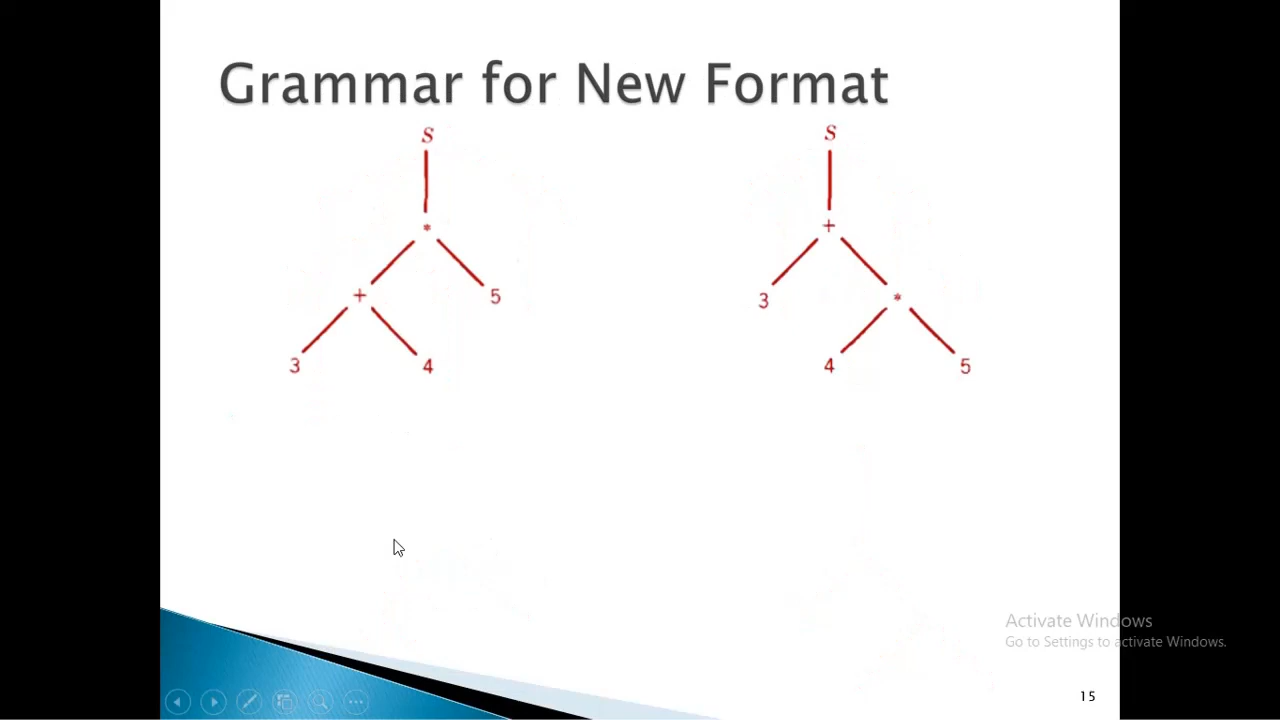 Grammar for New Format
S
*
+
5
3
4
S
+
3
*
4
5
Activate Windows
Go to Settings to activate Windows.
15